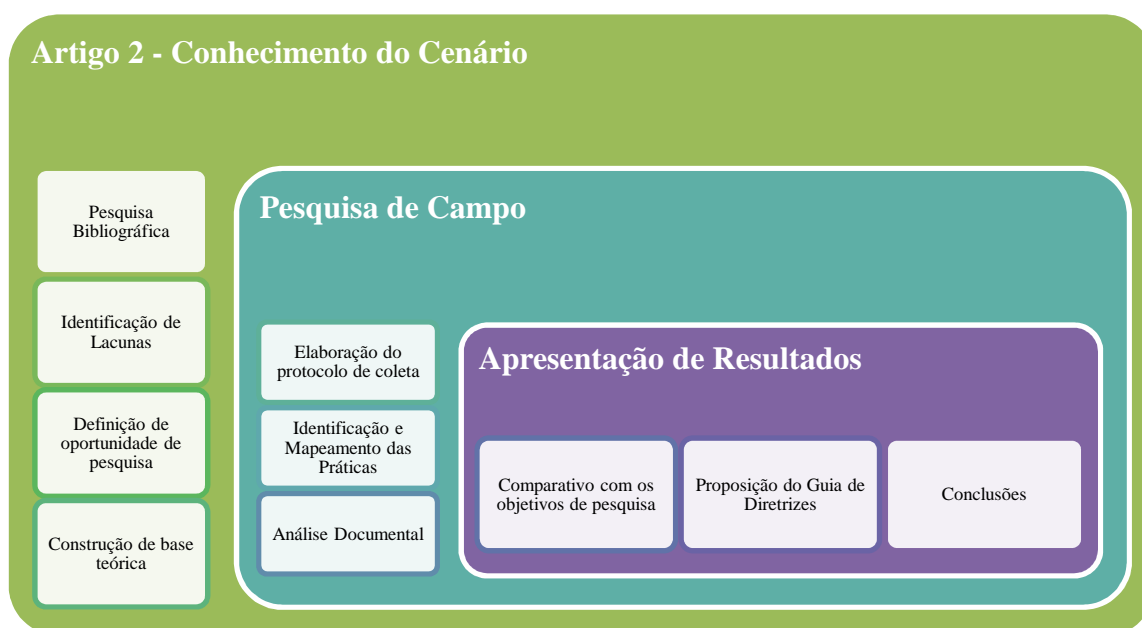 Artigo 2 - Conhecimento do Cenário
Pesquisa
Bibliográfica
Identificação de
Lacunas
Definição de
oportunidade de
pesquisa
Construção de base
teórica
Pesquisa de Campo
Elaboração do
protocolo de coleta
Identificação e
Mapeamento das
Práticas
Análise Documental
Apresentação de Resultados
Comparativo com os
objetivos de pesquisa
Proposição do Guia de
Diretrizes
Conclusões